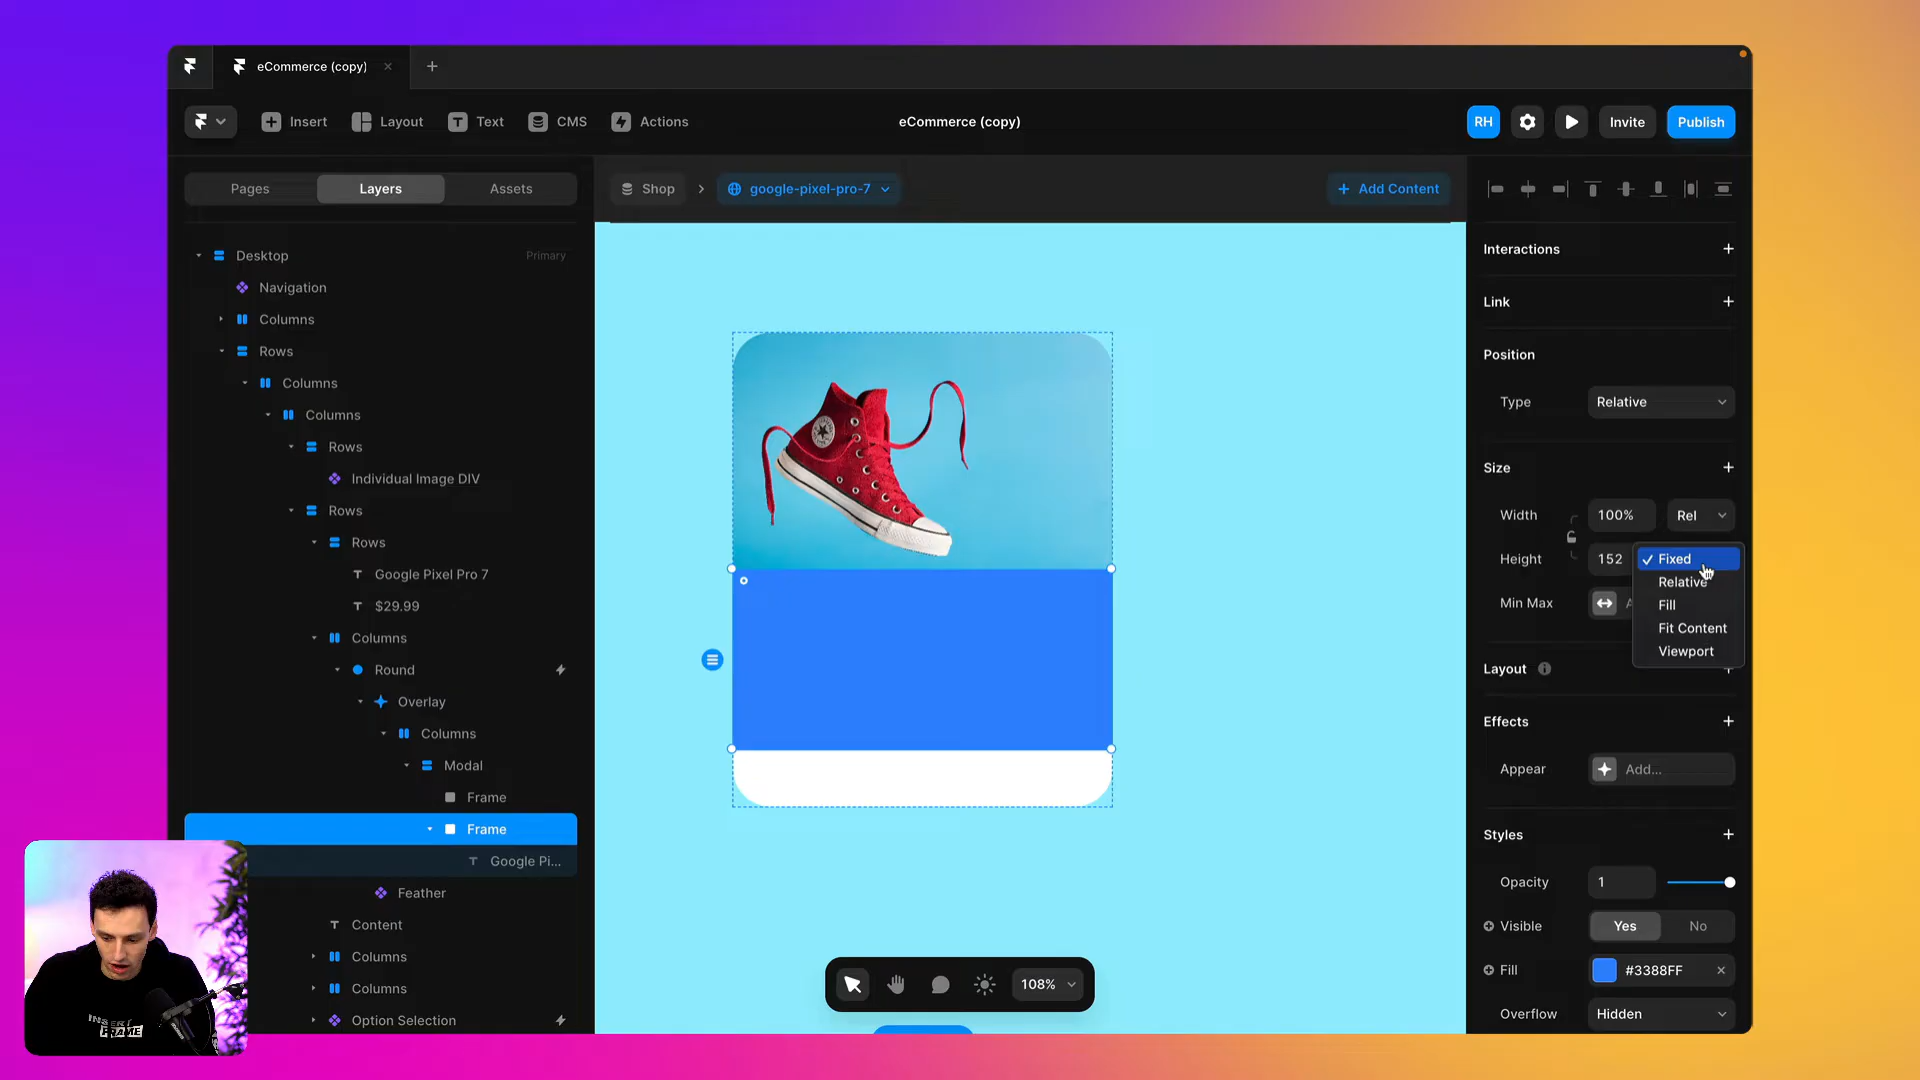 eCommerce (copy)
Insert
Layout
Text
CMS
Actions
eCommerce (copy)
RH
Invite
Publish
Pages
Layers
Assets
Shop
google-pixel-pro-7
Add Content
Desktop
Primary
Navigation
Columns
Rows
Columns
Columns
Rows
Individual Image DIV
Rows
Rows
Google Pixel Pro 7
$29.99
Columns
Round
Overlay
Columns
Modal
Frame
Frame
Google Pi...
Feather
Content
Columns
Columns
Option Selection
108%
Interactions
Link
Position
Type
Relative
Size
Width
100%
Rel
Height
152
Fixed
Relative
Fill
Fit Content
Viewport
Min Max
A
Layout
Effects
Appear
Add...
Styles
Opacity
1
Visible
Yes
No
Fill
#3388FF
Overflow
Hidden
INSERT
FRAME